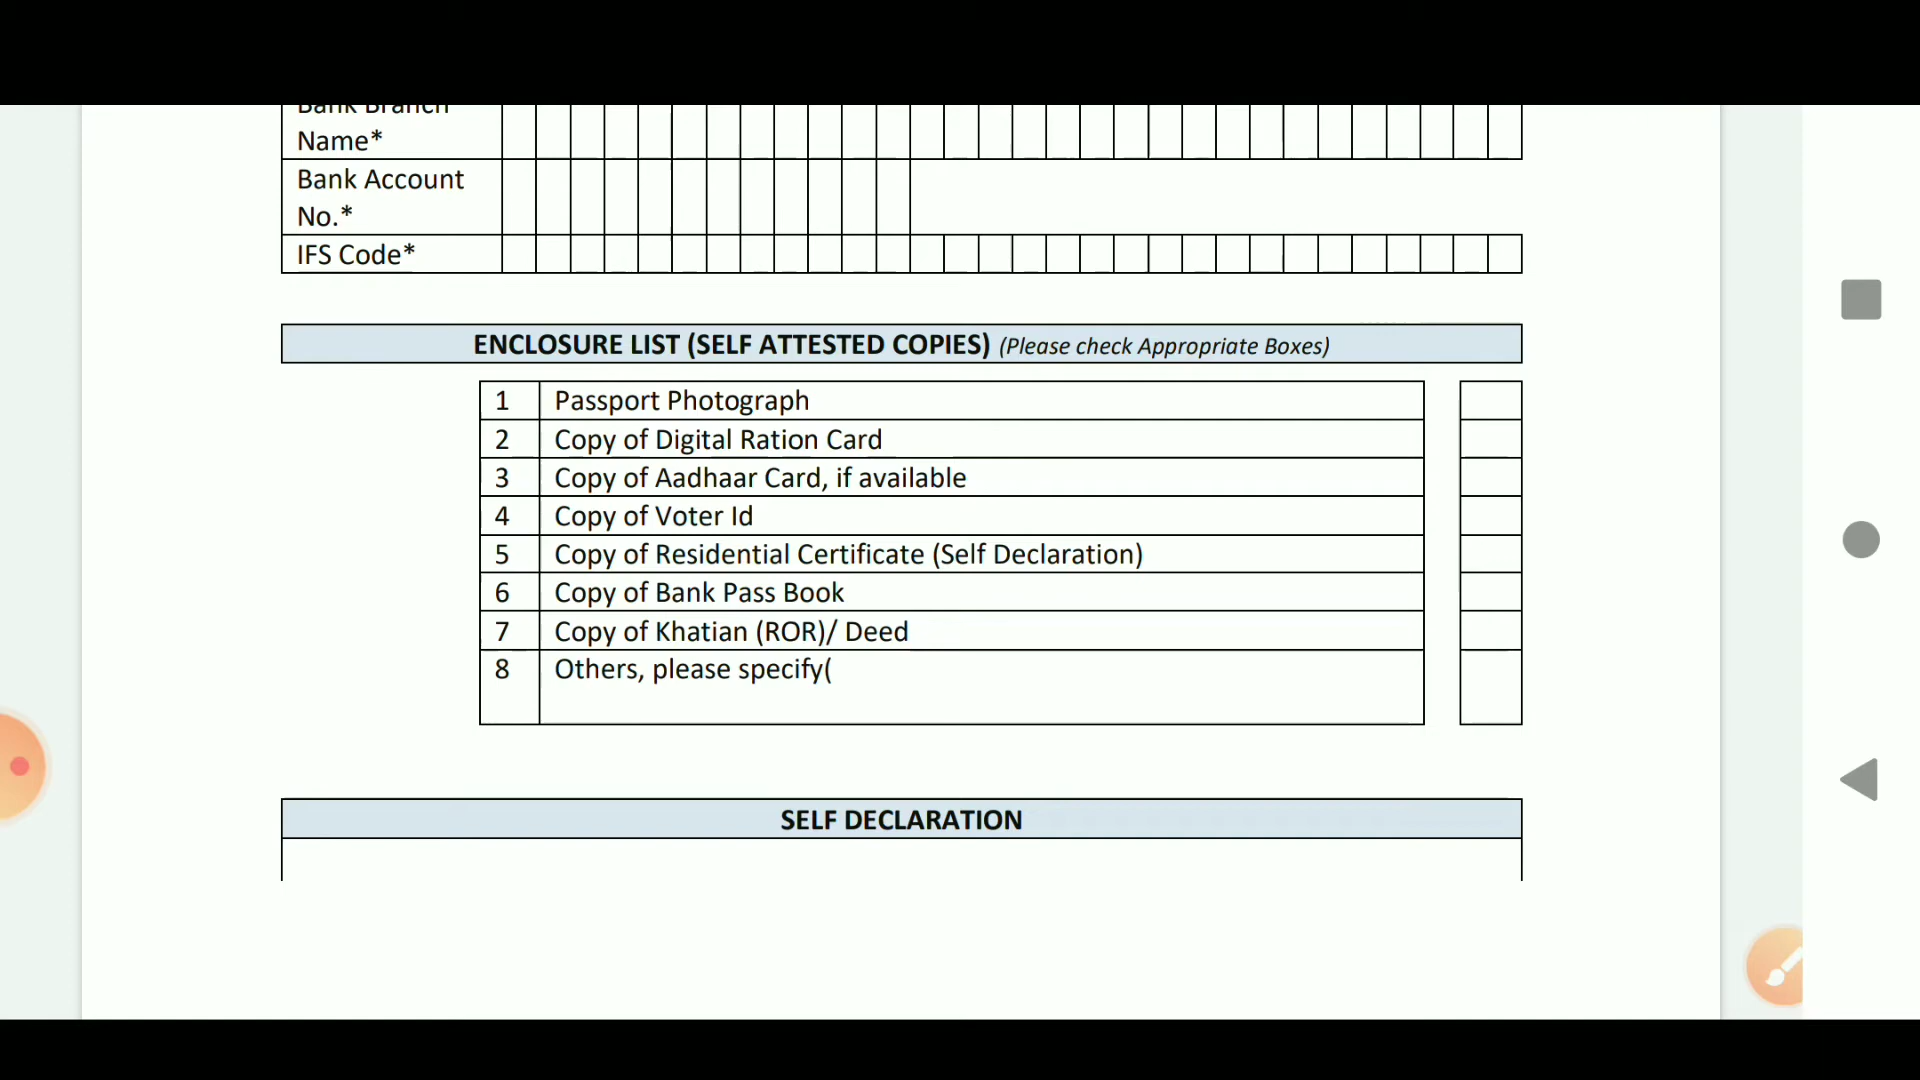 Bank Branch
Name*
Bank Account
No.*
IFS Code*
ENCLOSURE LIST (SELF ATTESTED COPIES) (Please check Appropriate Boxes)
1 Passport Photograph
2 Copy of Digital Ration Card
3 Copy of Aadhaar Card, if available
4 Copy of Voter Id
5 Copy of Residential Certificate (Self Declaration)
6 Copy of Bank Pass Book
7 Copy of Khatian (ROR)/ Deed
8 Others, please specify(
SELF DECLARATION